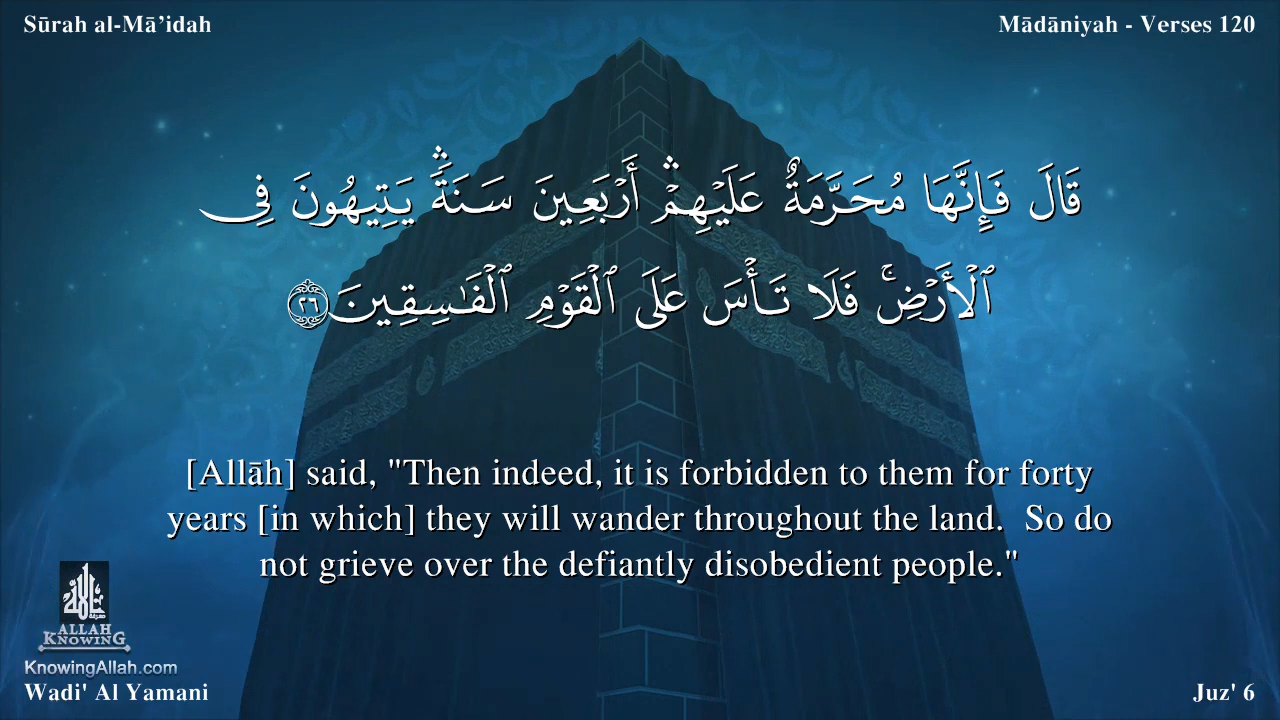 Sūrah al-Mā’idah
Mādāniyah - Verses 120
قَالَ فَإِنَّهَا مُحَرَّمَةٌ عَلَيْهِمْ ۛ أَرْبَعِينَ سَنَةً ۛ يَتِيهُونَ فِى
ٱلْأَرْضِ ۚ فَلَا تَأْسَ عَلَى ٱلْقَوْمِ ٱلْفَـٰسِقِينَ ٢٦
[Allāh] said, "Then indeed, it is forbidden to them for forty
years [in which] they will wander throughout the land.  So do
not grieve over the defiantly disobedient people."
ALLAH
KNOWING
KnowingAllah.com
Wadi' Al Yamani
Juz' 6